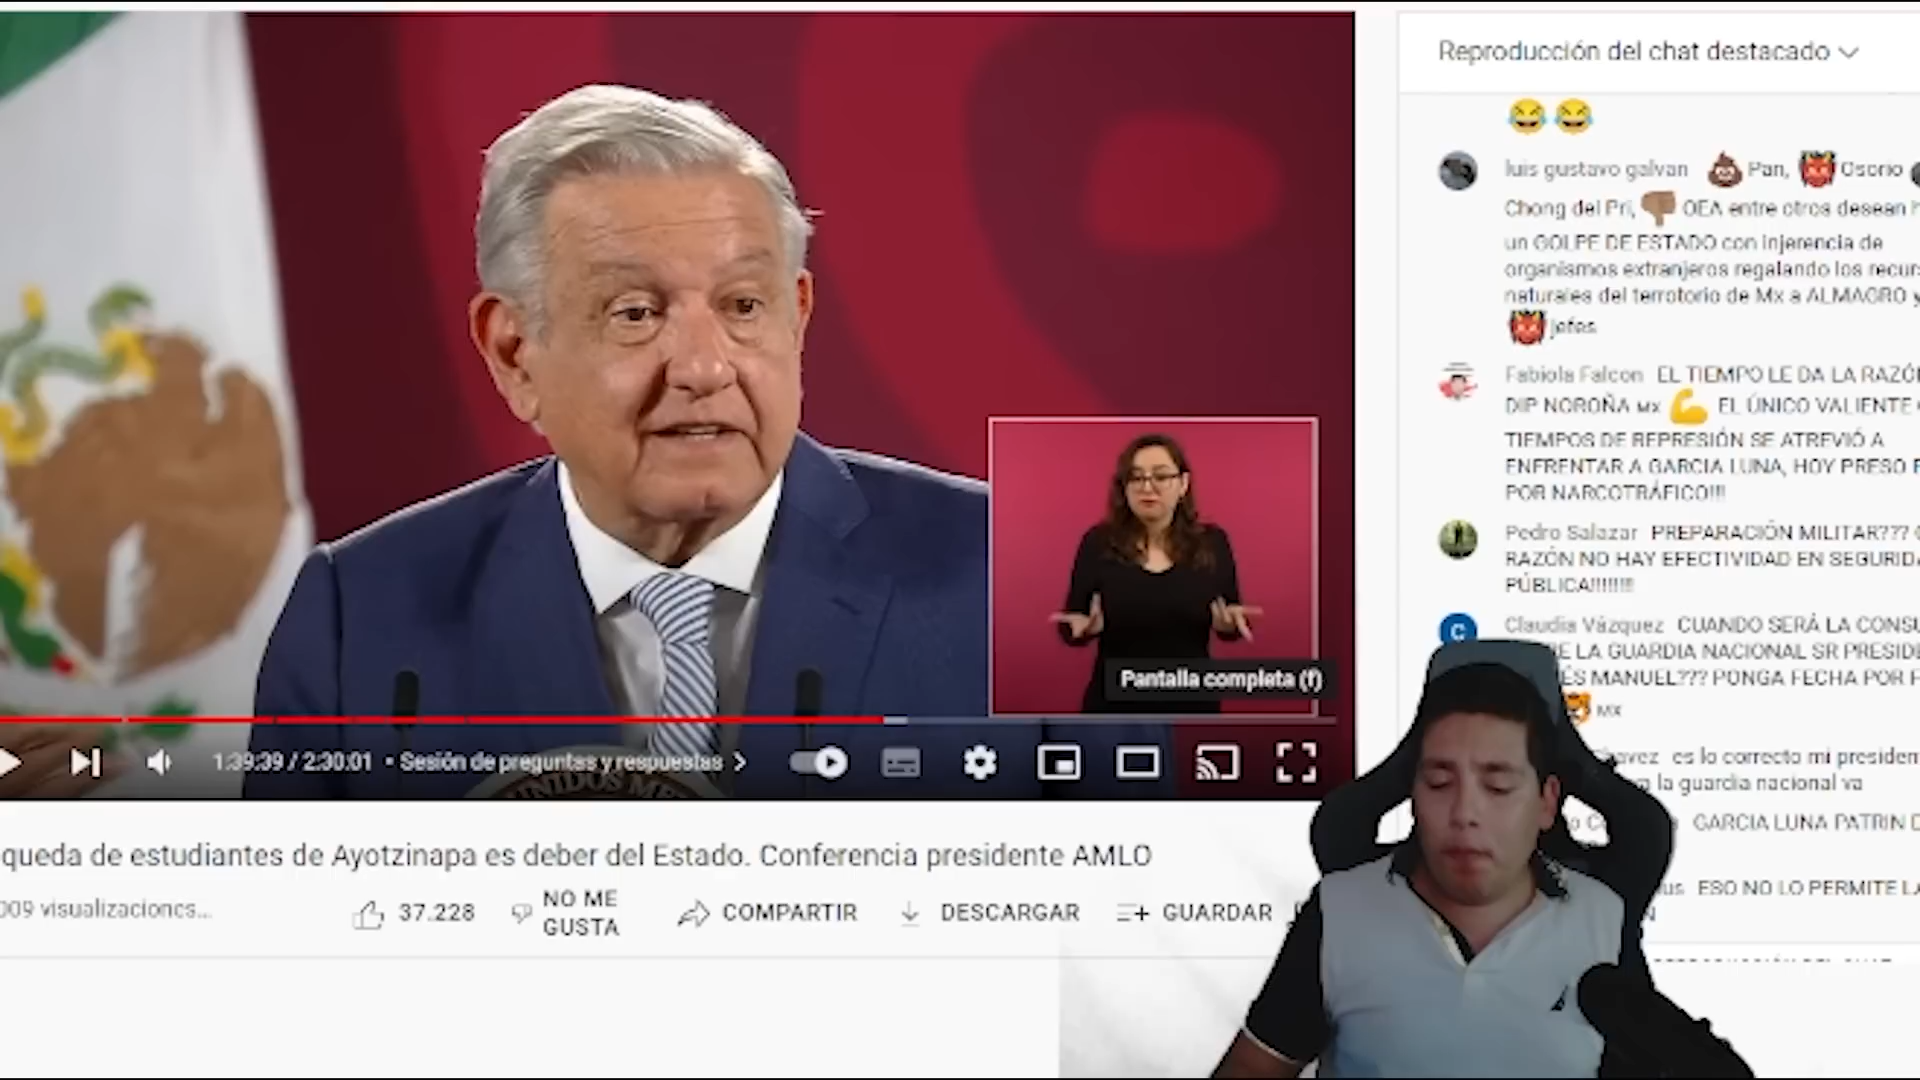 Reproducción del chat destacado
luis gustavo galvan Pan, Osorio
Chong del Pri, OEA entre otros desean
un GOLPE DE ESTADO con injerencia de
organismos extranjeros regalando los
naturales del terrotorio de Mx a ALMAGRO
jefes
Fabiola Falcon EL TIEMPO LE DA LA
DIP NOROÑA MX EL ÚNICO VALIENTE
TIEMPOS DE REPRESIÓN SE ATREVIÓ A
ENFRENTAR A GARCIA LUNA, HOY PRESO
POR NARCOTRÁFICO!!!
Pedro Salazar PREPARACIÓN MILITAR???
RAZÓN NO HAY EFECTIVIDAD EN
PÚBLICA!!!!!!!!
C
Claudia Vázquez CUANDO SERÁ LA
LA GUARDIA NACIONAL SR
MANUEL??? PONGA FECHA POR
MX
es lo correcto mi
la guardia nacional va
GARCIA LUNA PATRIN
ESO NO LO PERMITE
Pantalla completa (f)
1:39:39 / 2:30:01 • Sesión de preguntas y respuestas
UNIDOS
queda de estudiantes de Ayotzinapa es deber del Estado. Conferencia presidente AMLO
009 visualizaciones...
37.228
NO ME
GUSTA
COMPARTIR
DESCARGAR
GUARDAR